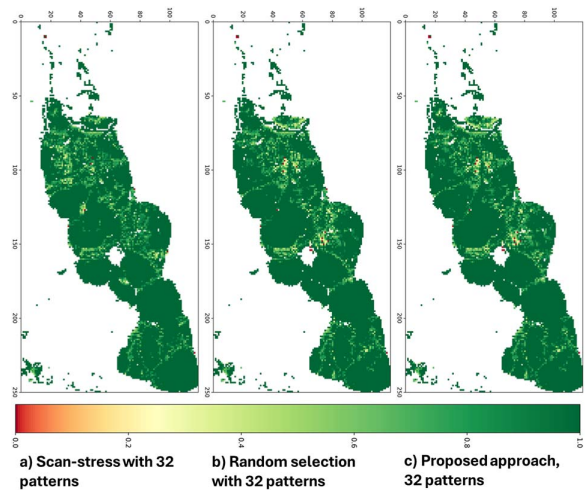 20 40 60 80 100
20 40 60 80 100
20 40 60 80 100
0
50
100
150
200
250
0
50
100
150
200
250
0
50
100
150
200
250
0.0 0.2 0.4 0.6 0.8 1.0
a) Scan-stress with 32
patterns
b) Random selection
with 32 patterns
c) Proposed approach,
32 patterns